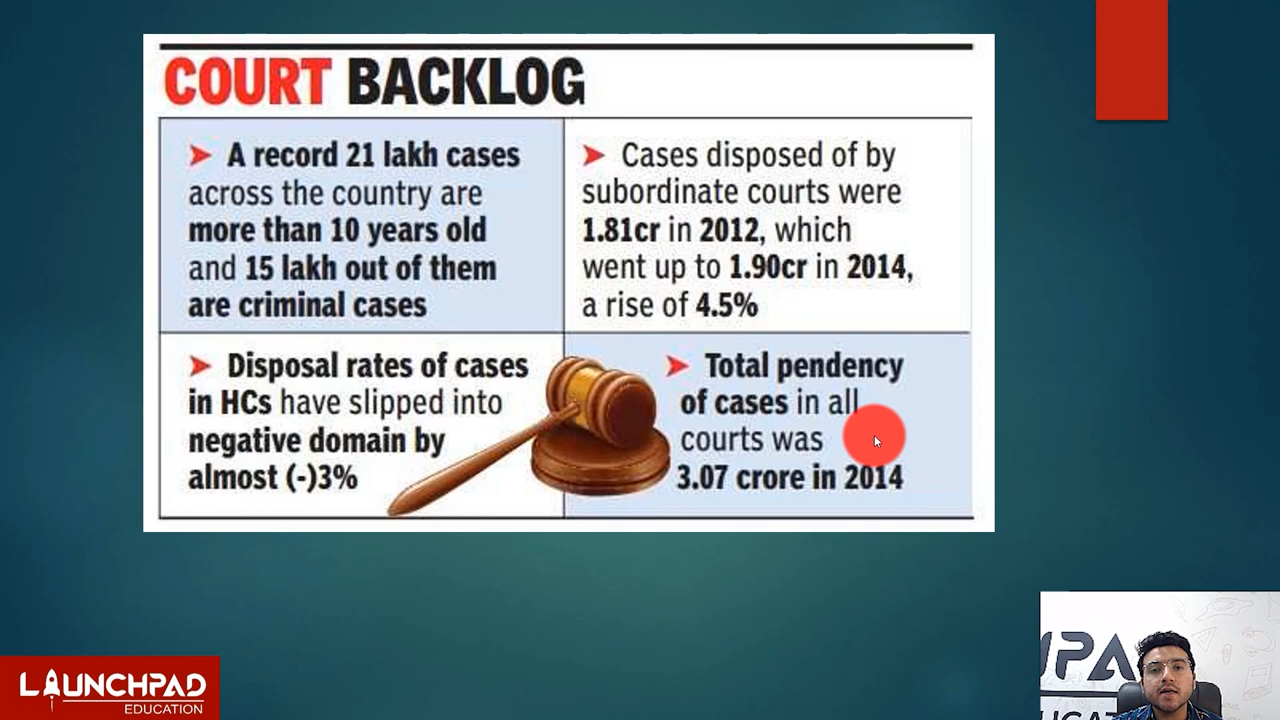 COURT BACKLOG
➤ A record 21 lakh cases
across the country are
more than 10 years old
and 15 lakh out of them
are criminal cases
➤ Cases disposed of by
subordinate courts were
1.81cr in 2012, which
went up to 1.90cr in 2014,
a rise of 4.5%
➤ Disposal rates of cases
in HCs have slipped into
negative domain by
almost (-)3%
➤ Total pendency
of cases in all
courts was
3.07 crore in 2014
LAUNCHPAD
EDUCATION